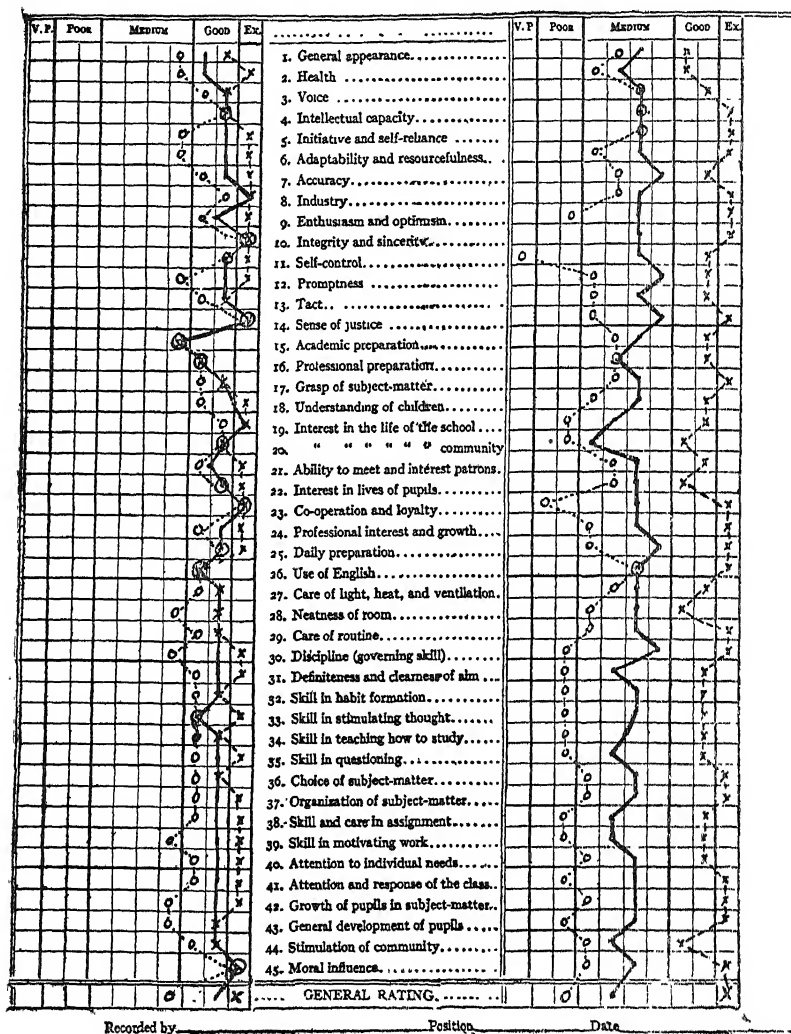 V. P. POOR MEDIUM GOOD EX. V. P POOR MEDIUM GOOD EX.
1. General appearance
2. Health
3. Voice
4. Intellectual capacity
5. Initiative and self-reliance
6. Adaptability and resourcefulness
7. Accuracy
8. Industry
9. Enthusiasm and optimism
10. Integrity and sincerity
11. Self-control
12. Promptness
13. Tact
14. Sense of justice
15. Academic preparation
16. Professional preparation
17. Grasp of subject-matter
18. Understanding of children
19. Interest in the life of the school
20. " " " " " " community
21. Ability to meet and interest patrons.
22. Interest in lives of pupils
23. Co-operation and loyalty
24. Professional interest and growth
25. Daily preparation
26. Use of English
27. Care of light, heat, and ventilation.
28. Neatness of room
29. Care of routine
30. Discipline (governing skill)
31. Definiteness and clearness of aim
32. Skill in habit formation
33. Skill in stimulating thought
34. Skill in teaching how to study
35. Skill in questioning
36. Choice of subject-matter
37. Organization of subject-matter
38. Skill and care in assignment
39. Skill in motivating work
40. Attention to individual needs
41. Attention and response of the class
42. Growth of pupils in subject-matter
43. General development of pupils
44. Stimulation of community
45. Moral influence
GENERAL RATING
Recorded by Position Date